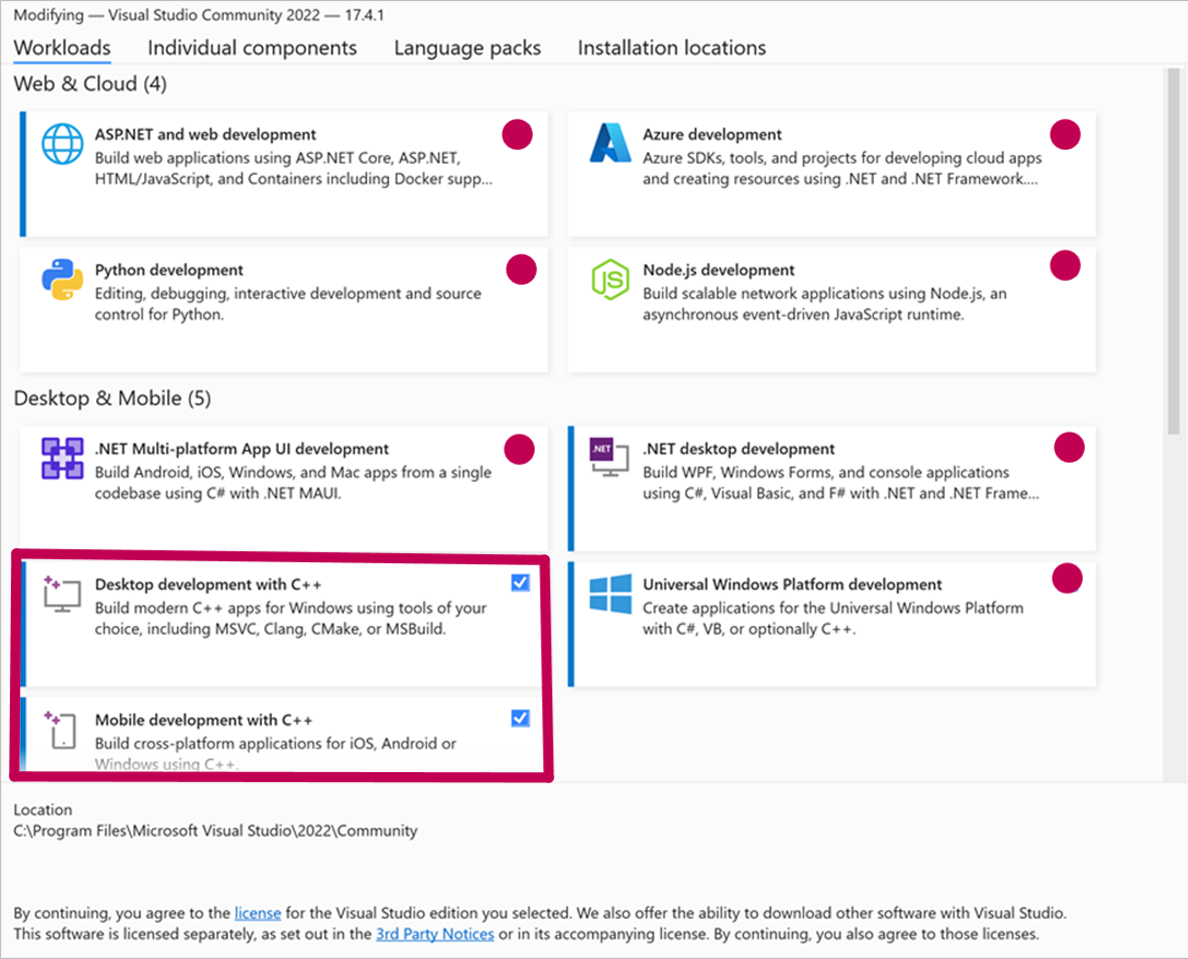 Modifying — Visual Studio Community 2022 — 17.4.1
Workloads Individual components Language packs Installation locations
Web & Cloud (4)
ASP.NET and web development
Build web applications using ASP.NET Core, ASP.NET,
HTML/JavaScript, and Containers including Docker supp...
Azure development
Azure SDKs, tools, and projects for developing cloud apps
and creating resources using .NET and .NET Framework....
Python development
Editing, debugging, interactive development and source
control for Python.
JS
Node.js development
Build scalable network applications using Node.js, an
asynchronous event-driven JavaScript runtime.
Desktop & Mobile (5)
.NET Multi-platform App UI development
Build Android, iOS, Windows, and Mac apps from a single
codebase using C# with .NET MAUI.
.NET
.NET desktop development
Build WPF, Windows Forms, and console applications
using C#, Visual Basic, and F# with .NET and .NET Frame...
Desktop development with C++
Build modern C++ apps for Windows using tools of your
choice, including MSVC, Clang, CMake, or MSBuild.
Universal Windows Platform development
Create applications for the Universal Windows Platform
with C#, VB, or optionally C++.
Mobile development with C++
Build cross-platform applications for iOS, Android or
Windows using C++.
Location
C:\Program Files\Microsoft Visual Studio\2022\Community
By continuing, you agree to the license for the Visual Studio edition you selected. We also offer the ability to download other software with Visual Studio.
This software is licensed separately, as set out in the 3rd Party Notices or in its accompanying license. By continuing, you also agree to those licenses.